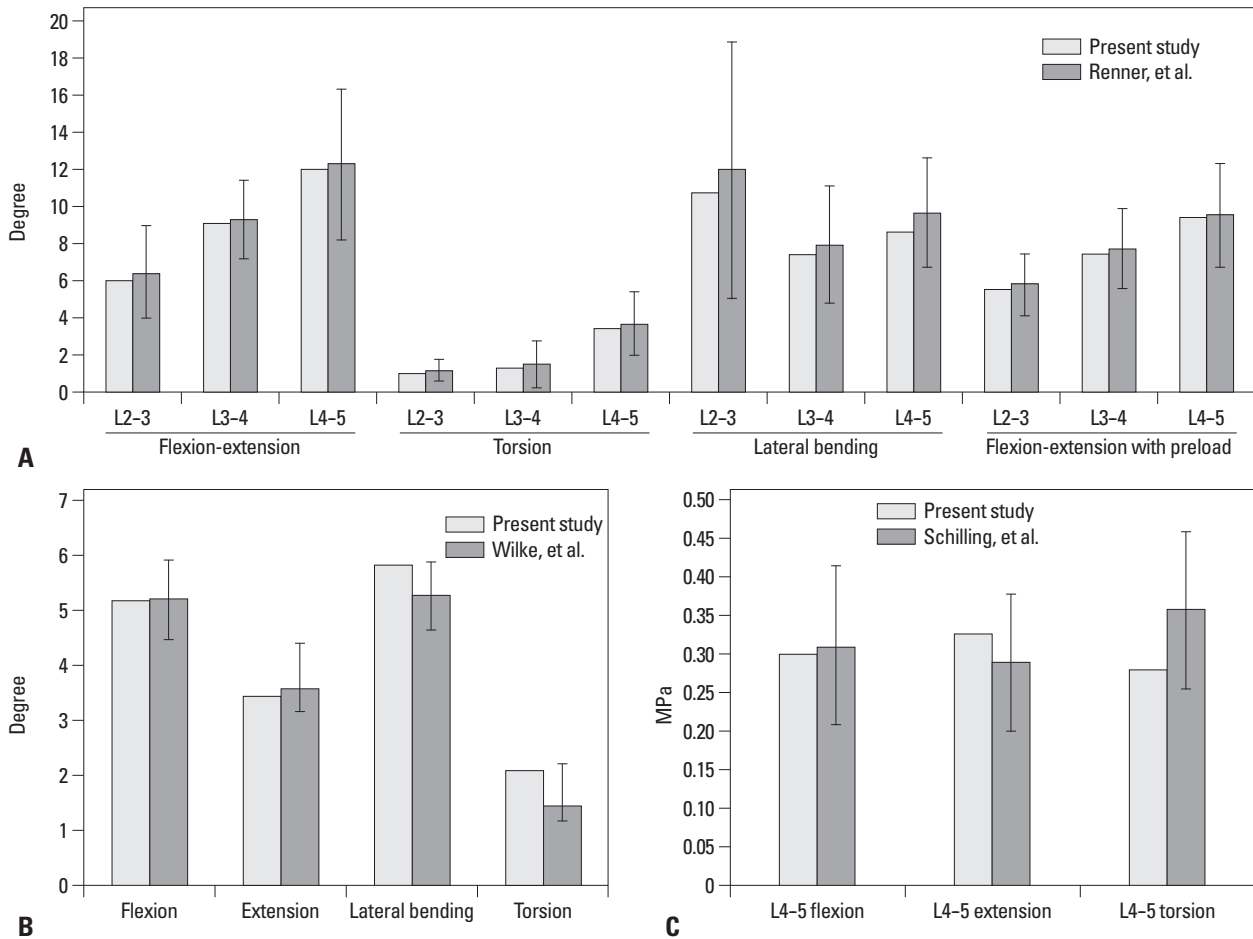 20
18
16
14
12
10
8
6
4
2
0
Degree
Present study
Renner, et al.
L2–3 L3–4 L4–5 L2–3 L3–4 L4–5 L2–3 L3–4 L4–5 L2–3 L3–4 L4–5
Flexion-extension Torsion Lateral bending Flexion-extension with preload
A
7
6
5
4
3
2
1
0
Degree
Present study
Wilke, et al.
Flexion Extension Lateral bending Torsion
B
0.50
0.45
0.40
0.35
0.30
0.25
0.20
0.15
0.10
0.05
0
MPa
Present study
Schilling, et al.
L4–5 flexion L4–5 extension L4–5 torsion
C